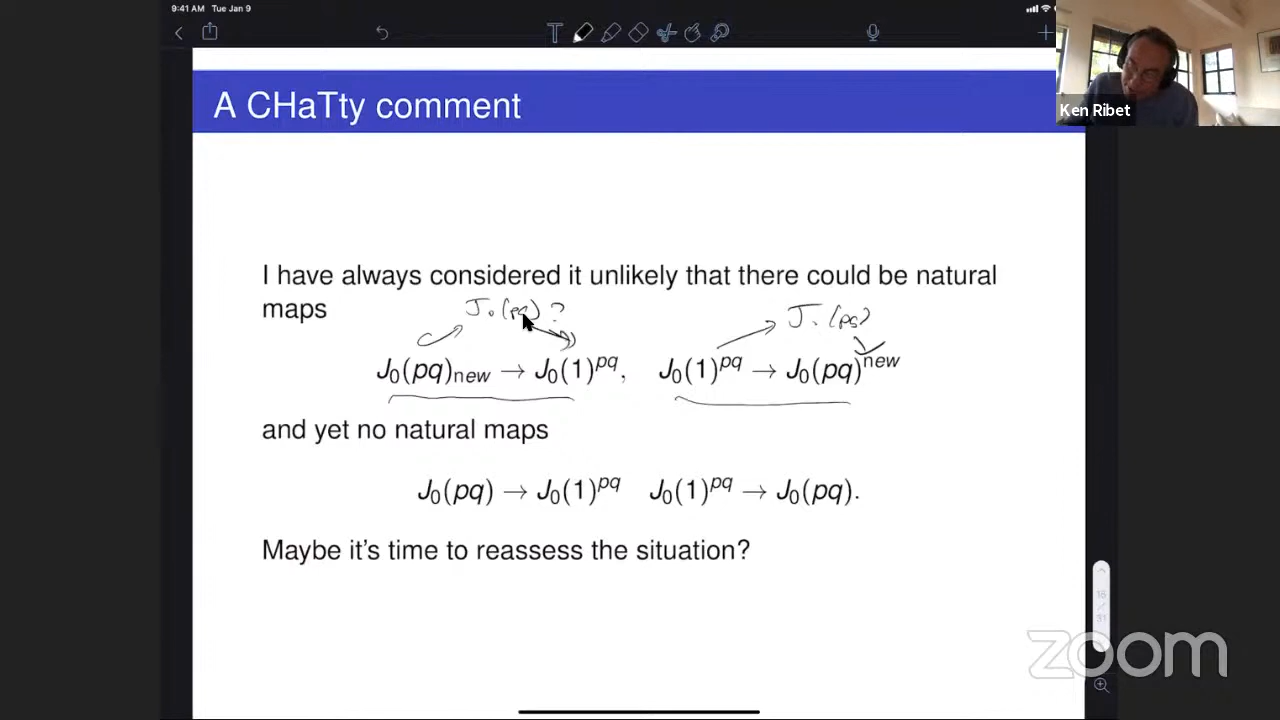 9:41 AM Tue Jan 9
Ken Ribet
A CHaTty comment
I have always considered it unlikely that there could be natural
maps
J₀(pq)? J₀(pq)
J₀(pq)new → J₀(1)^pq, J₀(1)^pq → J₀(pq)^new
and yet no natural maps
J₀(pq) → J₀(1)^pq J₀(1)^pq → J₀(pq).
Maybe it's time to reassess the situation?
18
31
zoom